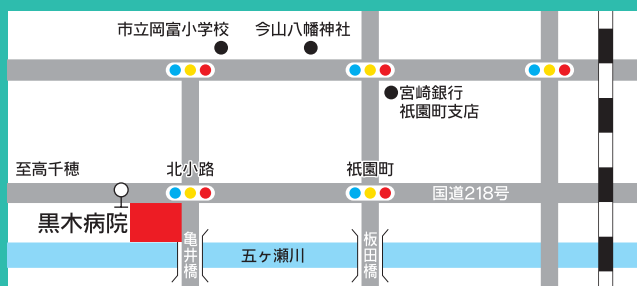 市立岡富小学校
今山八幡神社
宮崎銀行
祇園町支店
至高千穂
北小路
祇園町
国道218号
黒木病院
亀井橋
五ヶ瀬川
板田橋